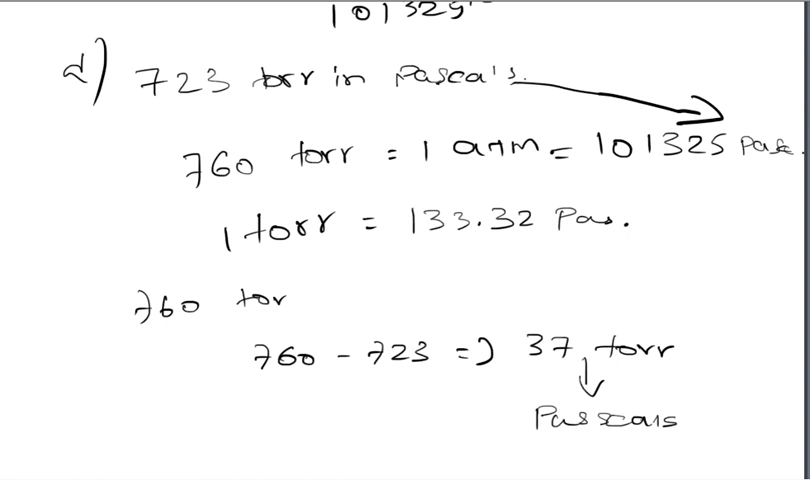 101325
d) 723 torr in Pascals.
760 torr = 1 atm = 101325 Pas.
1 torr = 133.32 Pas.
760 tor
760 - 723 => 37 torr
Passcals